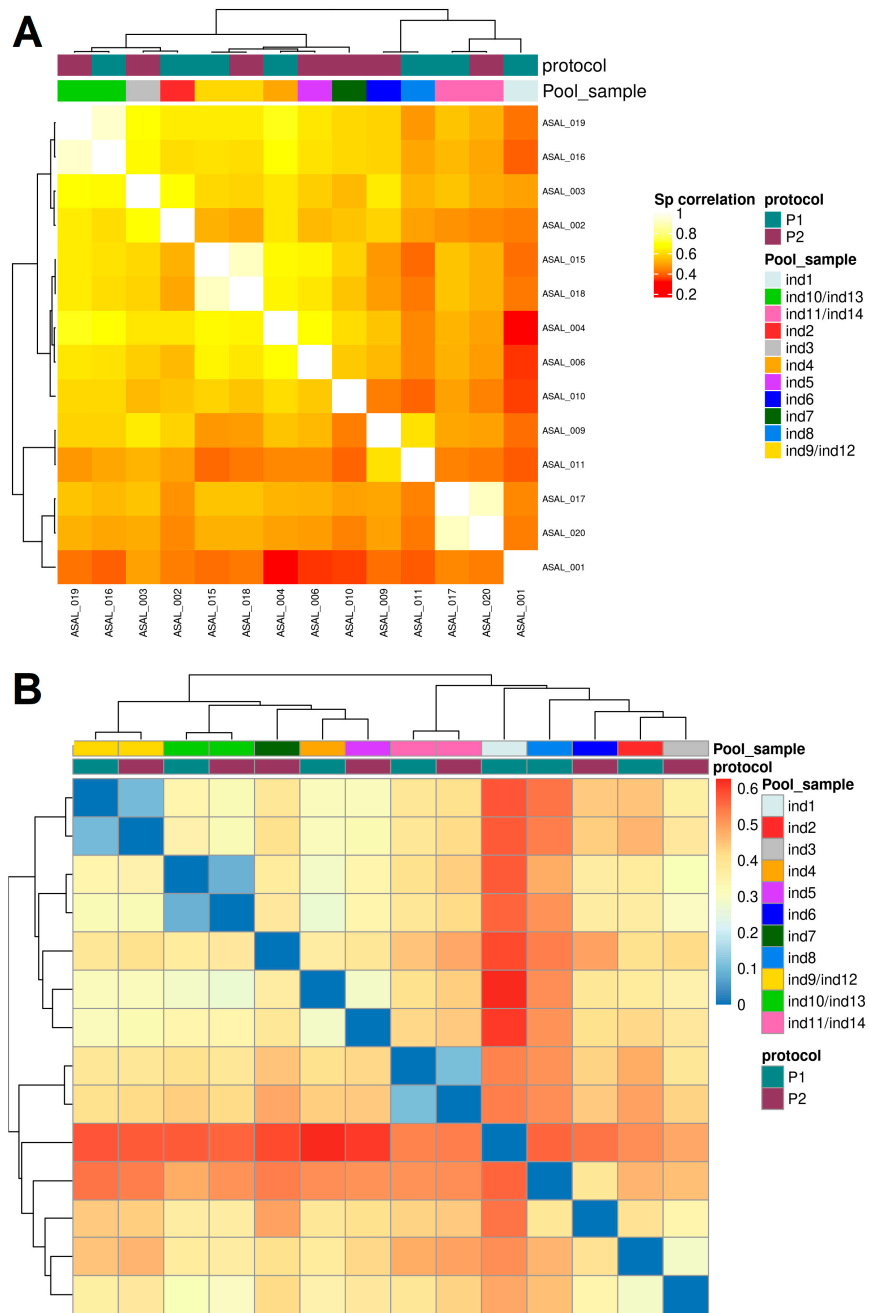 A
protocol
Pool_sample
ASAL_019
ASAL_016
ASAL_003
ASAL_002
ASAL_015
ASAL_018
ASAL_004
ASAL_006
ASAL_010
ASAL_009
ASAL_011
ASAL_017
ASAL_020
ASAL_001
ASAL_019
ASAL_016
ASAL_003
ASAL_002
ASAL_015
ASAL_018
ASAL_004
ASAL_006
ASAL_010
ASAL_009
ASAL_011
ASAL_017
ASAL_020
ASAL_001
Sp correlation
1
0.8
0.6
0.4
0.2
protocol
P1
P2
Pool_sample
ind1
ind10/ind13
ind11/ind14
ind2
ind3
ind4
ind5
ind6
ind7
ind8
ind9/ind12
B
Pool_sample
protocol
0.6
0.5
0.4
0.3
0.2
0.1
0
Pool_sample
ind1
ind2
ind3
ind4
ind5
ind6
ind7
ind8
ind9/ind12
ind10/ind13
ind11/ind14
protocol
P1
P2